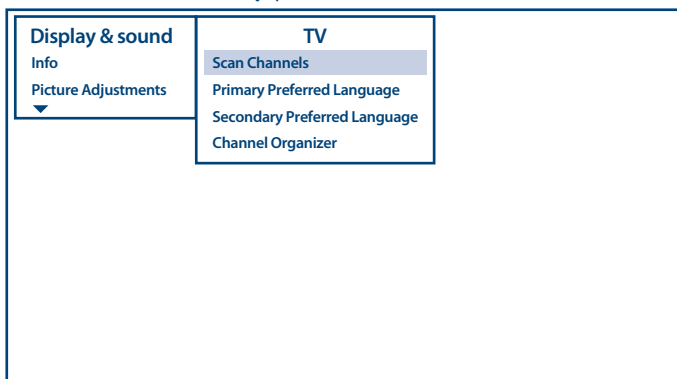 Display & sound
Info
Picture Adjustments
TV
Scan Channels
Primary Preferred Language
Secondary Preferred Language
Channel Organizer